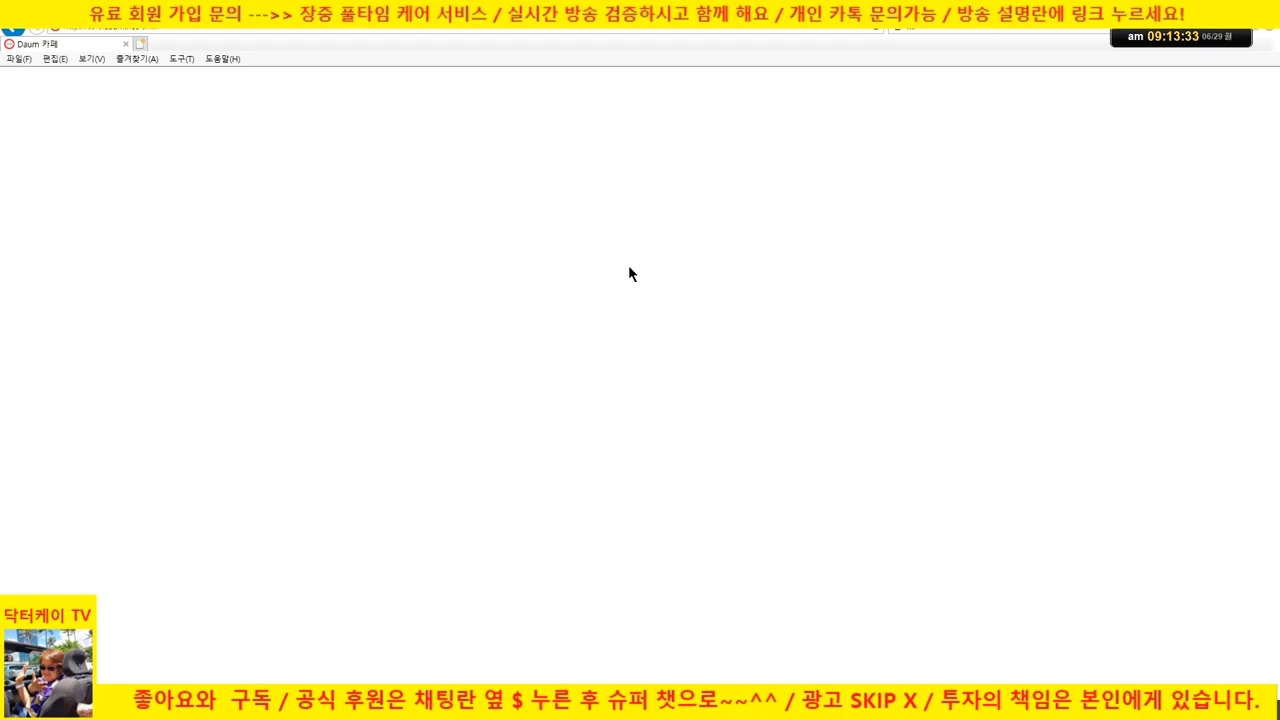 유료 회원 가입 문의 --->> 장중 풀타임 케어 서비스 / 실시간 방송 검증하시고 함께 해요 / 개인 카톡 문의가능 / 방송 설명란에 링크 누르세요!
am 09:13:33 06/29 월
Daum 카페
파일(F) 편집(E) 보기(V) 즐겨찾기(A) 도구(T) 도움말(H)
닥터케이 TV
좋아요와 구독 / 공식 후원은 채팅란 옆 $ 누른 후 슈퍼 챗으로~~^^ / 광고 SKIP X / 투자의 책임은 본인에게 있습니다.